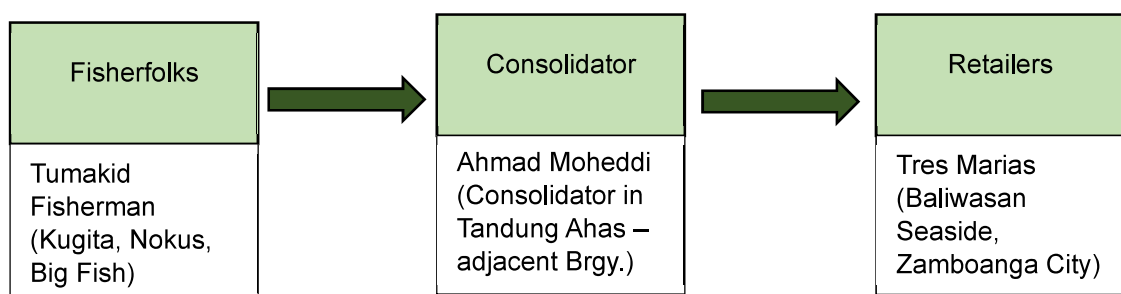 Fisherfolks
Tumakid
Fisherman
(Kugita, Nokus,
Big Fish)
Consolidator
Ahmad Moheddi
(Consolidator in
Tandung Ahas –
adjacent Brgy.)
Retailers
Tres Marias
(Baliwasan
Seaside,
Zamboanga City)